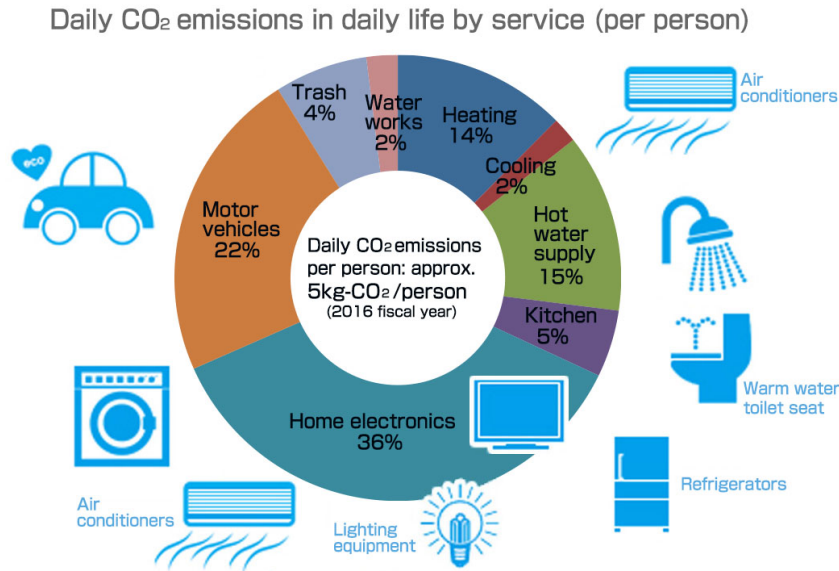 Daily CO₂ emissions in daily life by service (per person)
Trash
4%
Water
works
2%
Heating
14%
Air
conditioners
Cooling
2%
eco
Motor
vehicles
22%
Hot
water
supply
15%
Daily CO₂ emissions
per person: approx.
5kg-CO₂/person
(2016 fiscal year)
Kitchen
5%
Warm water
toilet seat
Home electronics
36%
Refrigerators
Air
conditioners
Lighting
equipment